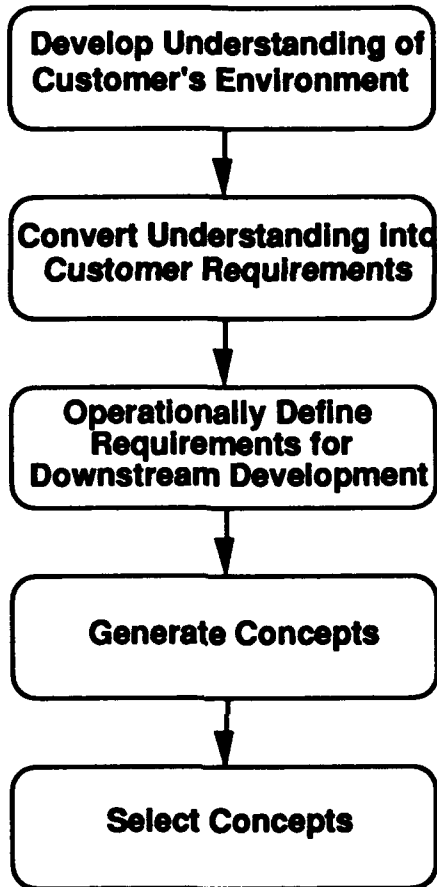 Develop Understanding of
Customer's Environment
Convert Understanding into
Customer Requirements
Operationally Define
Requirements for
Downstream Development
Generate Concepts
Select Concepts